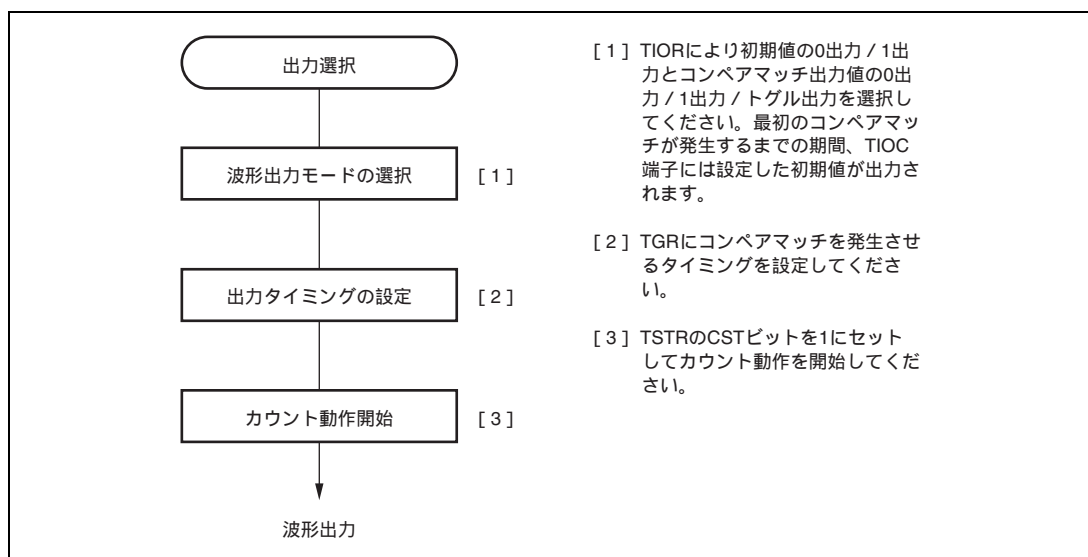 出力選択
波形出力モードの選択 [1]
出力タイミングの設定 [2]
カウント動作開始 [3]
波形出力
[1] TIORにより初期値の0出力/1出
力とコンペアマッチ出力値の0出
力/1出力/トグル出力を選択し
てください。最初のコンペアマッ
チが発生するまでの期間、TIOC
端子には設定した初期値が出力さ
れます。
[2] TGRにコンペアマッチを発生させ
るタイミングを設定してくださ
い。
[3] TSTRのCSTビットを1にセット
してカウント動作を開始してくだ
さい。